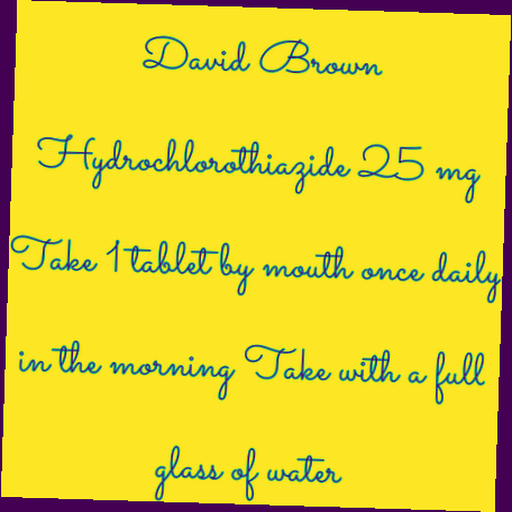 David Brown
Hydrochlorothiazide 25 mg
Take 1 tablet by mouth once daily
in the morning Take with a full
glass of water